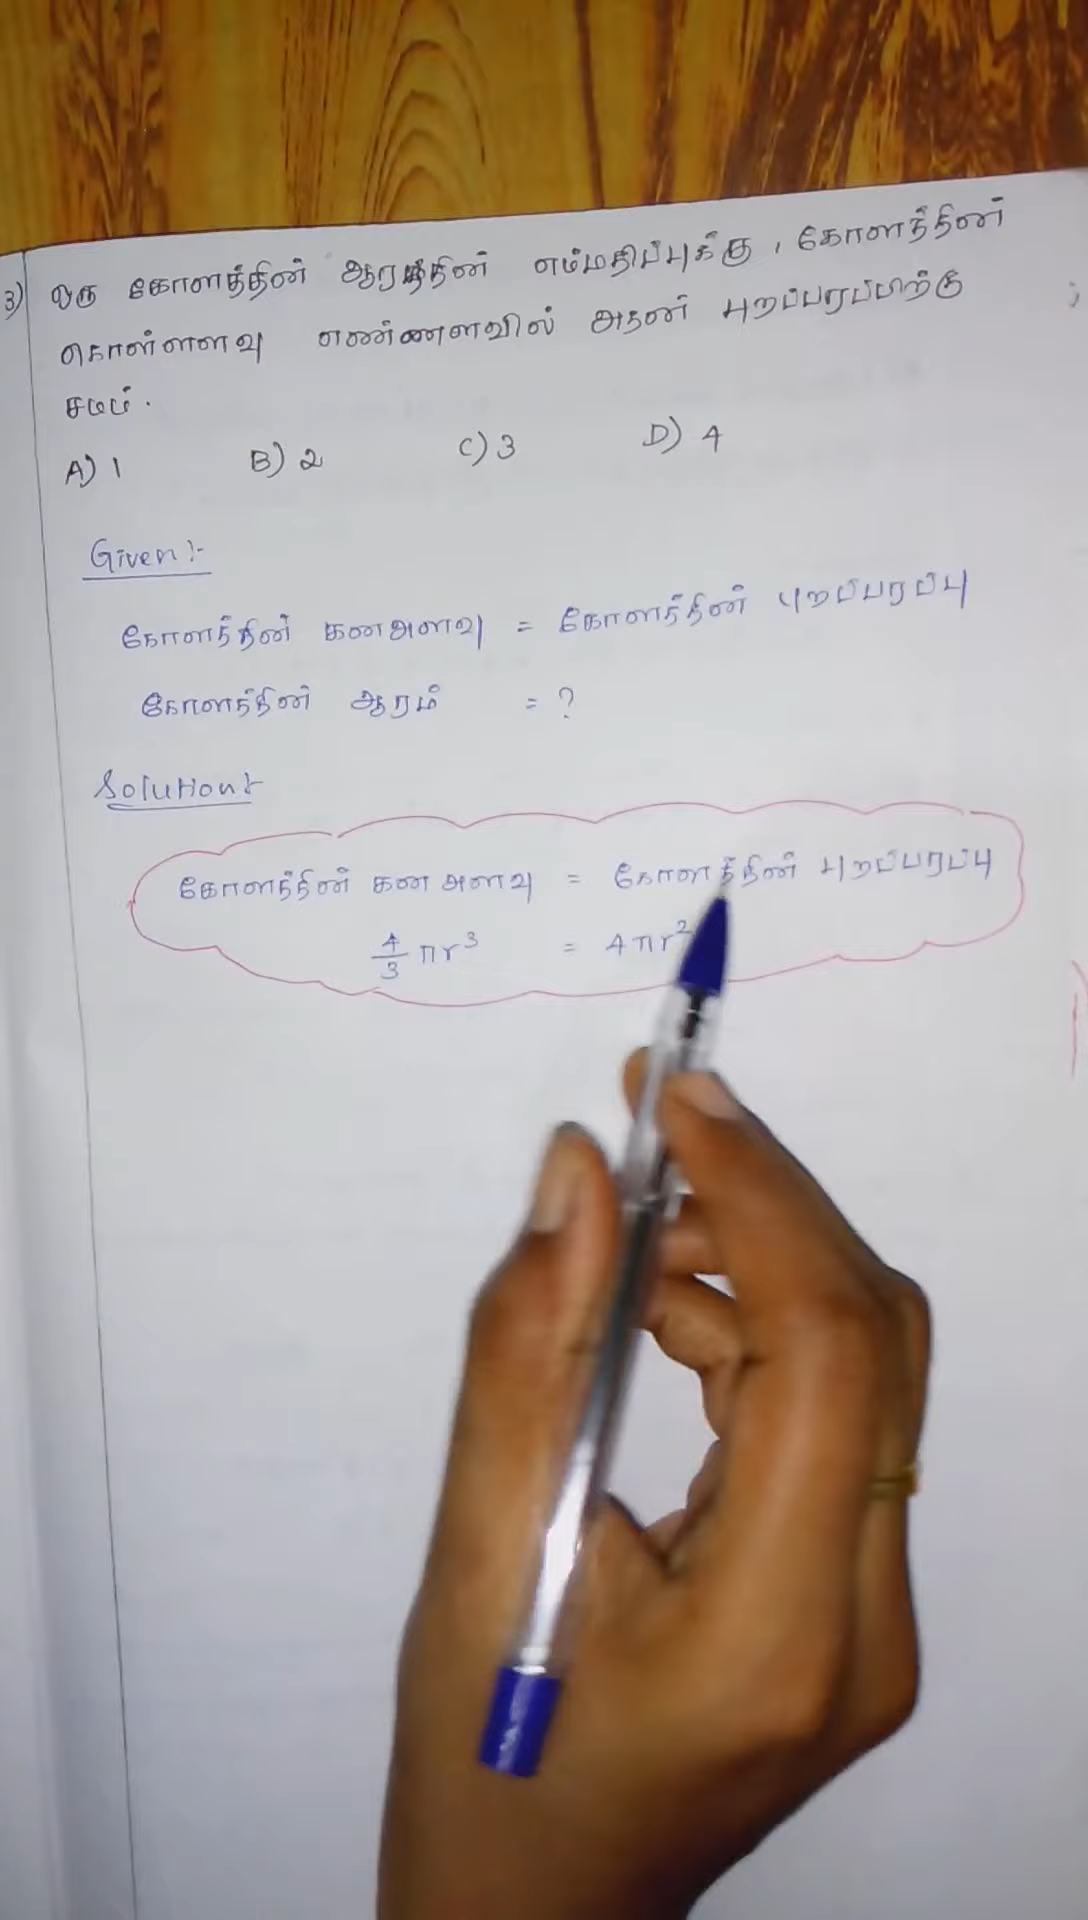 3) ஒரு கோளத்தின் ஆரத்தின் எம்மதிப்புக்கு, கோளத்தின்
கொள்ளளவு எண்ணளவில் அதன் புறப்பரப்பிற்கு
சமம்.
A) 1 B) 2 C) 3 D) 4
Given :-
கோளத்தின் கனஅளவு = கோளத்தின் புறப்பரப்பு
கோளத்தின் ஆரம் = ?
Solution :-
கோளத்தின் கன அளவு = கோளத்தின் புறப்பரப்பு
4/3 πr³ = 4πr²